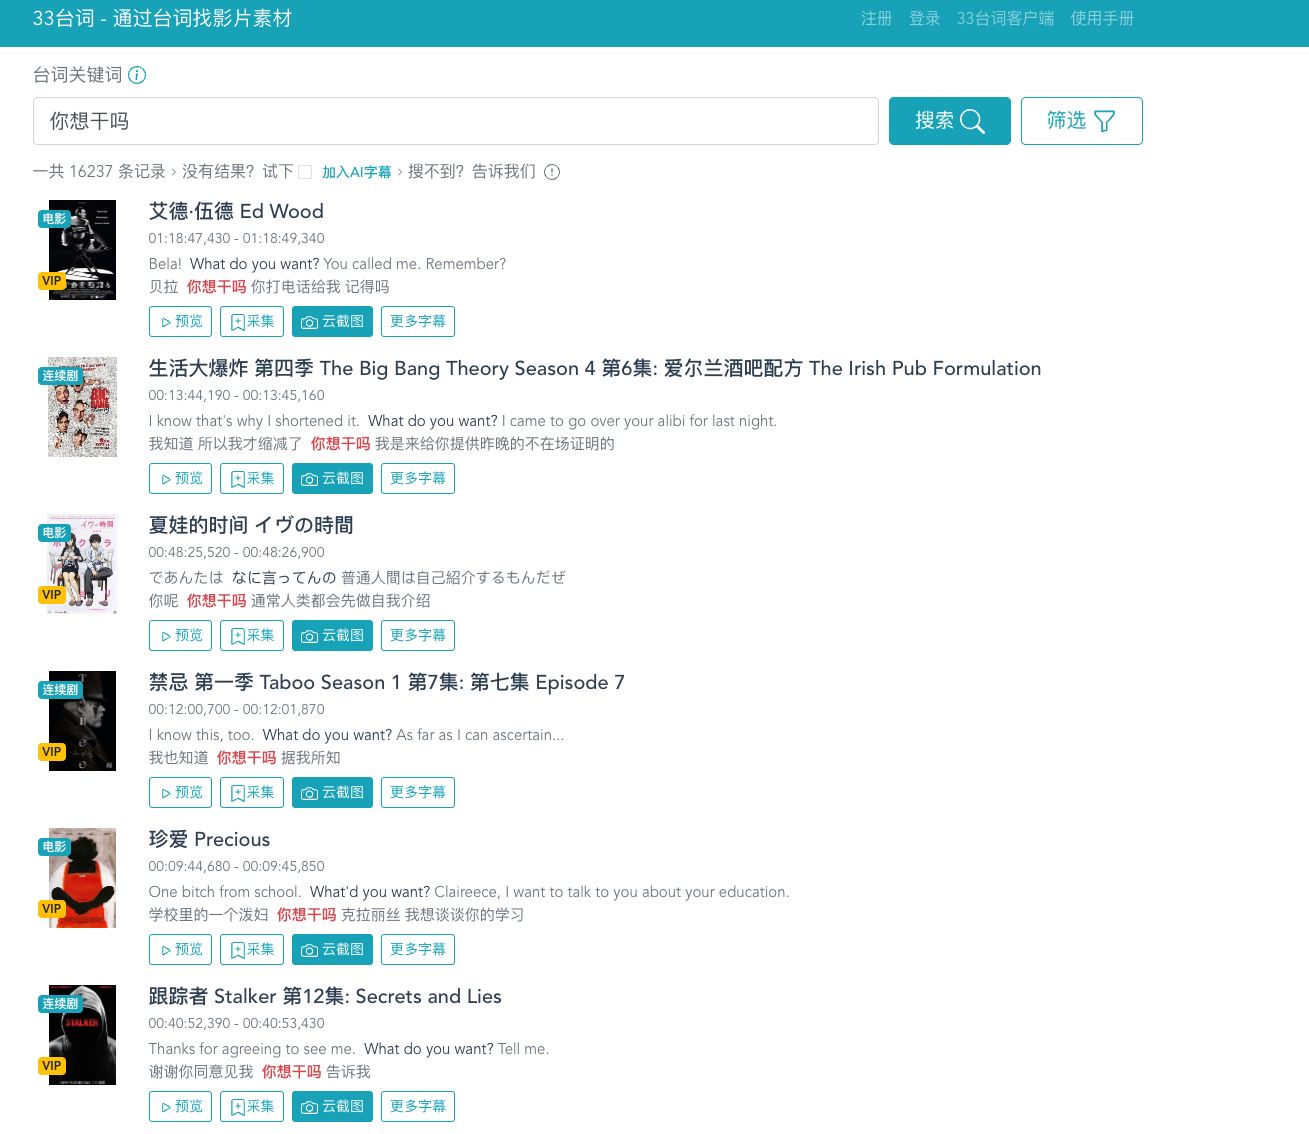 33台词 - 通过台词找影片素材
注册 登录 33台词客户端 使用手册
台词关键词
你想干吗
搜索
筛选
一共 16237 条记录 › 没有结果？试下 加入AI字幕 › 搜不到？告诉我们
电影
VIP
艾德·伍德 Ed Wood
01:18:47,430 - 01:18:49,340
Bela! What do you want? You called me. Remember?
贝拉 你想干吗 你打电话给我 记得吗
预览 采集 云截图 更多字幕
连续剧
生活大爆炸 第四季 The Big Bang Theory Season 4 第6集: 爱尔兰酒吧配方 The Irish Pub Formulation
00:13:44,190 - 00:13:45,160
I know that's why I shortened it. What do you want? I came to go over your alibi for last night.
我知道 所以我才缩减了 你想干吗 我是来给你提供昨晚的不在场证明的
预览 采集 云截图 更多字幕
电影
VIP
夏娃的时间 イヴの時間
00:48:25,520 - 00:48:26,900
であんたは なに言ってんの 普通人間は自己紹介するもんだぜ
你呢 你想干吗 通常人类都会先做自我介绍
预览 采集 云截图 更多字幕
连续剧
VIP
禁忌 第一季 Taboo Season 1 第7集: 第七集 Episode 7
00:12:00,700 - 00:12:01,870
I know this, too. What do you want? As far as I can ascertain...
我也知道 你想干吗 据我所知
预览 采集 云截图 更多字幕
电影
VIP
珍爱 Precious
00:09:44,680 - 00:09:45,850
One bitch from school. What'd you want? Claireece, I want to talk to you about your education.
学校里的一个泼妇 你想干吗 克拉丽丝 我想谈谈你的学习
预览 采集 云截图 更多字幕
连续剧
STALKER
VIP
跟踪者 Stalker 第12集: Secrets and Lies
00:40:52,390 - 00:40:53,430
Thanks for agreeing to see me. What do you want? Tell me.
谢谢你同意见我 你想干吗 告诉我
预览 采集 云截图 更多字幕